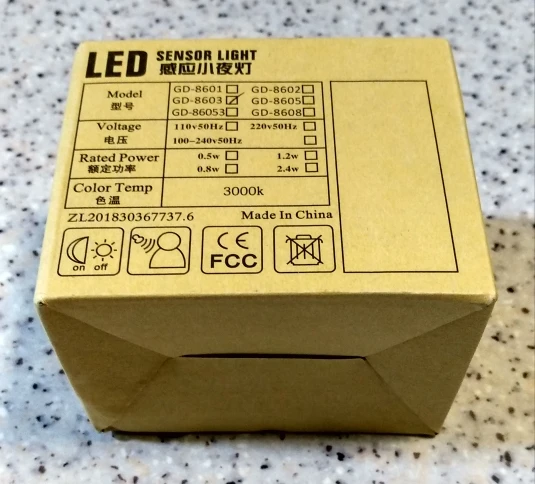 LED SENSOR LIGHT
感应小夜灯
Model 型号
GD-8601 GD-8602
GD-8603 GD-8605
GD-86053 GD-8608
Voltage 电压
110v50Hz 220v50Hz
100-240v50Hz
Rated Power 额定功率
0.5w 1.2w
0.8w 2.4w
Color Temp 色温
3000k
ZL201830367737.6 Made In China
on off
CE
FCC